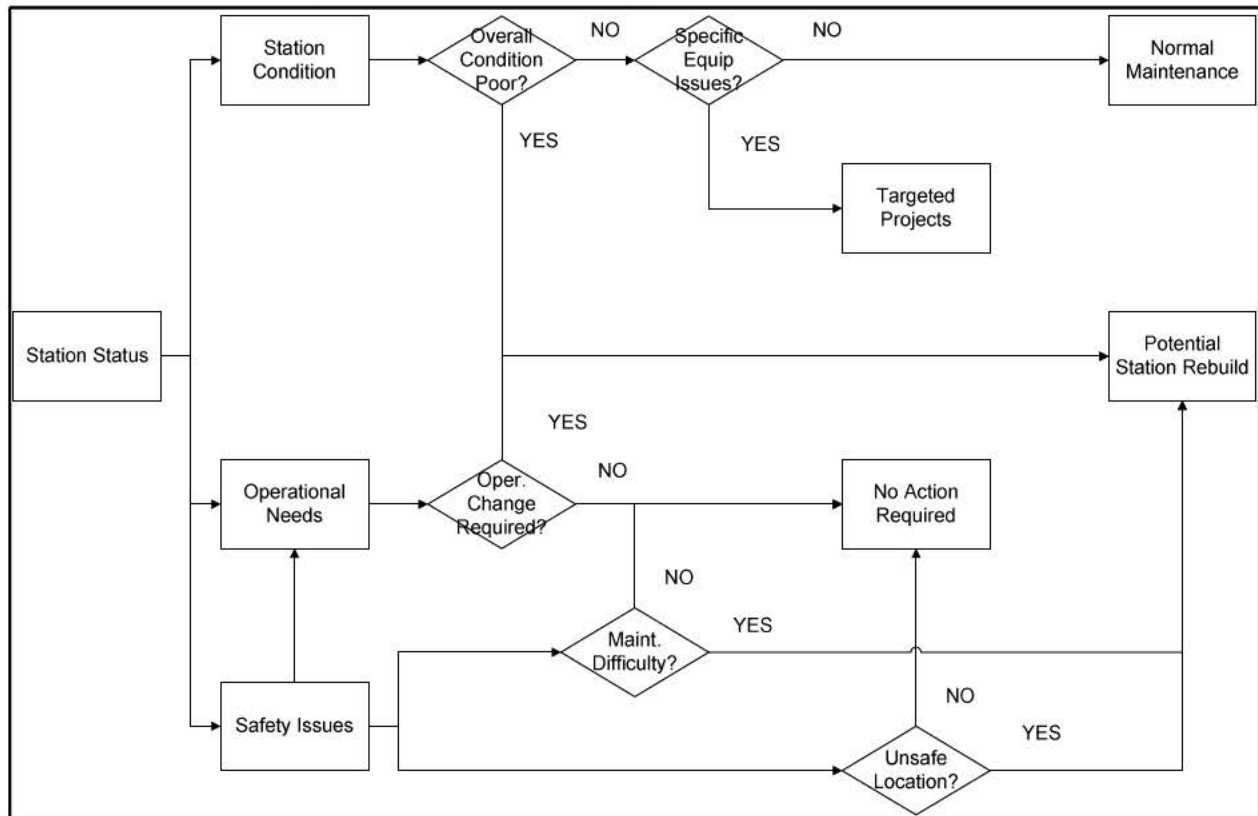 Station
Condition
Overall
Condition
Poor?
NO
Specific
Equip
Issues?
NO
Normal
Maintenance
YES
YES
Targeted
Projects
Station Status
Potential
Station Rebuild
YES
Operational
Needs
Oper.
Change
Required?
NO
No Action
Required
NO
Maint.
Difficulty?
YES
Safety Issues
NO
Unsafe
Location?
YES